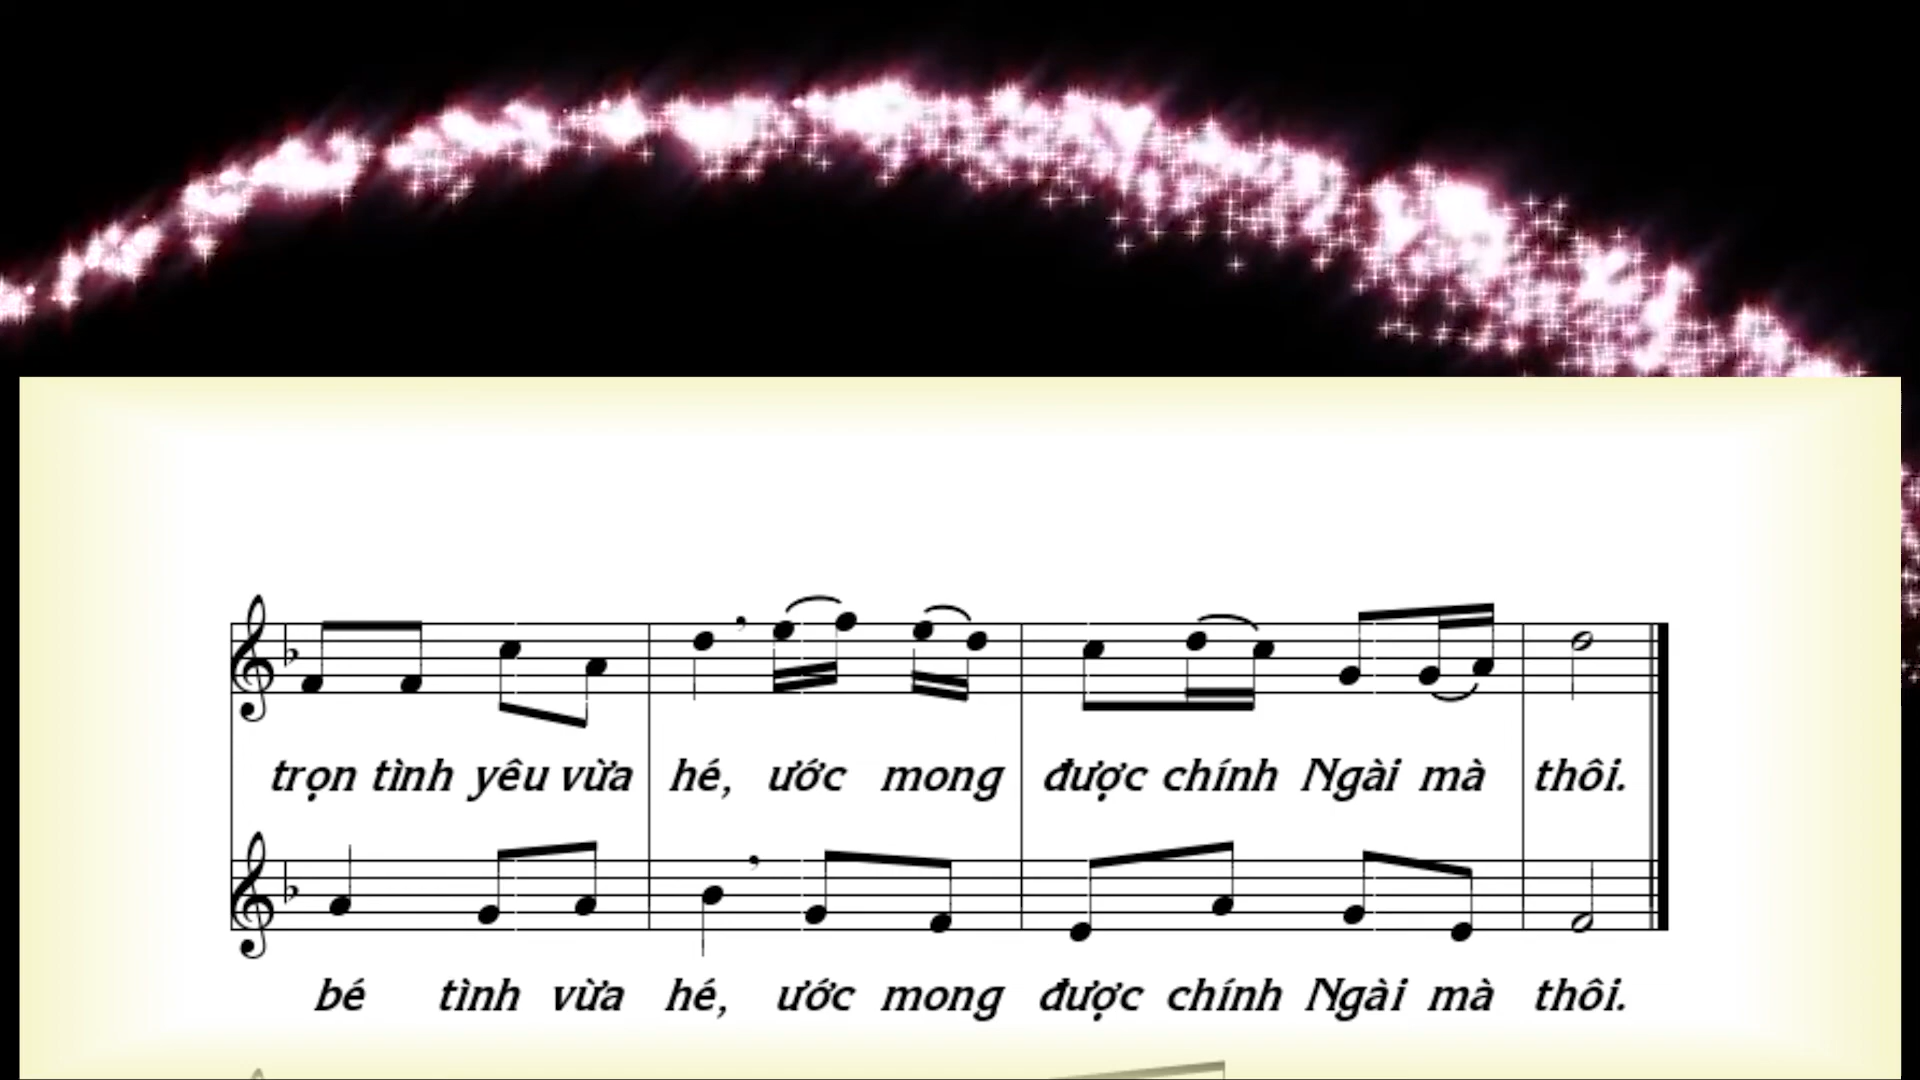 trọn tình yêu vừa hé, ước mong được chính Ngài mà thôi.
bé tình vừa hé, ước mong được chính Ngài mà thôi.